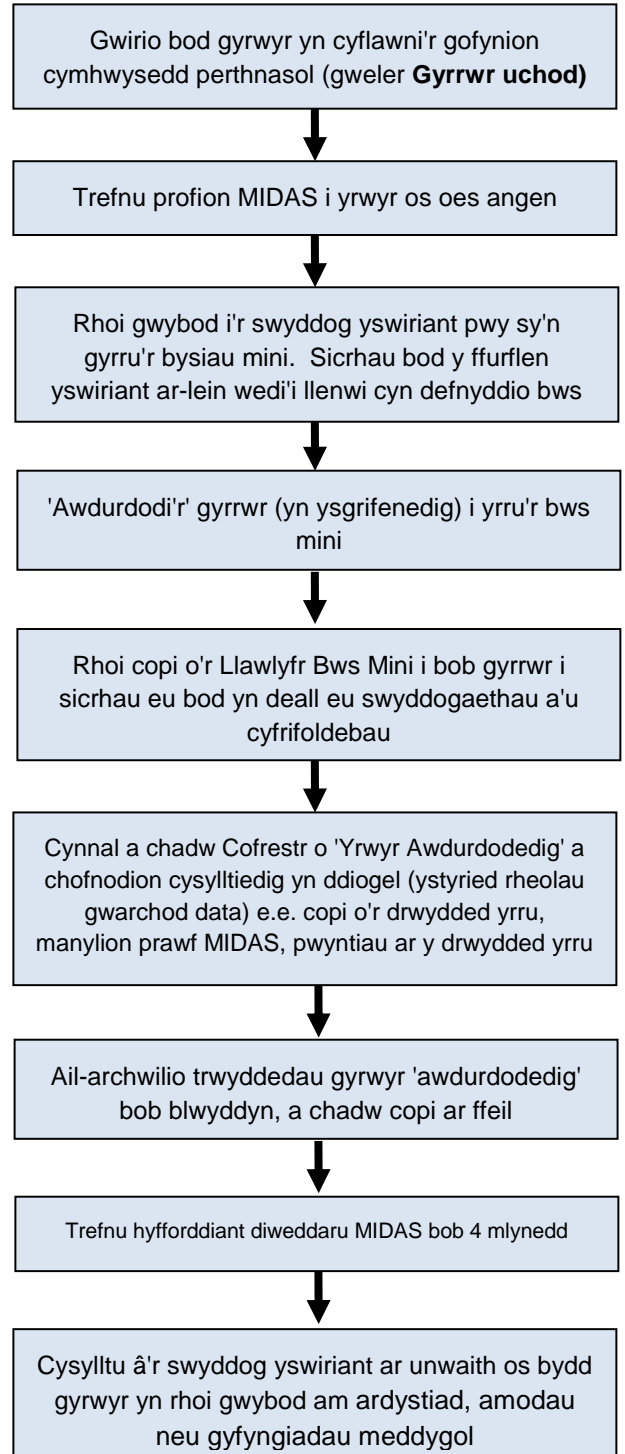 Gwirio bod gyrwyr yn cyflawni'r gofynion
cymhwysedd perthnasol (gweler Gyrrwr uchod)
Trefnu profion MIDAS i yrwyr os oes angen
Rhoi gwybod i'r swyddog yswiriant pwy sy'n
gyrru'r bysiau mini. Sicrhau bod y ffurflen
yswiriant ar-lein wedi'i llenwi cyn defnyddio bws
'Awdurdodi'r' gyrrwr (yn ysgrifenedig) i yrru'r bws
mini
Rhoi copi o'r Llawlyfr Bws Mini i bob gyrrwr i
sicrhau eu bod yn deall eu swyddogaethau a'u
cyfrifoldebau
Cynnal a chadw Cofrestr o 'Yrwyr Awdurdodedig' a
chofnodion cysylltiedig yn ddiogel (ystyried rheolau
gwarchod data) e.e. copi o'r drwydded yrru,
manylion prawf MIDAS, pwyntiau ar y drwydded yrru
Ail-archwilio trwyddedau gyrwyr 'awdurdodedig'
bob blwyddyn, a chadw copi ar ffeil
Trefnu hyfforddiant diweddaru MIDAS bob 4 mlynedd
Cysylltu â'r swyddog yswiriant ar unwaith os bydd
gyrwyr yn rhoi gwybod am ardystiad, amodau
neu gyfyngiadau meddygol